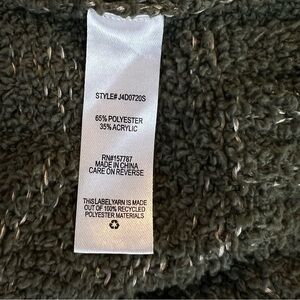 STYLE# J4D0720S
65% POLYESTER
35% ACRYLIC
RN#157787
MADE IN CHINA
CARE ON REVERSE
THIS LABEL YARN IS MADE
OUT OF 100% RECYCLED
POLYESTER MATERIALS